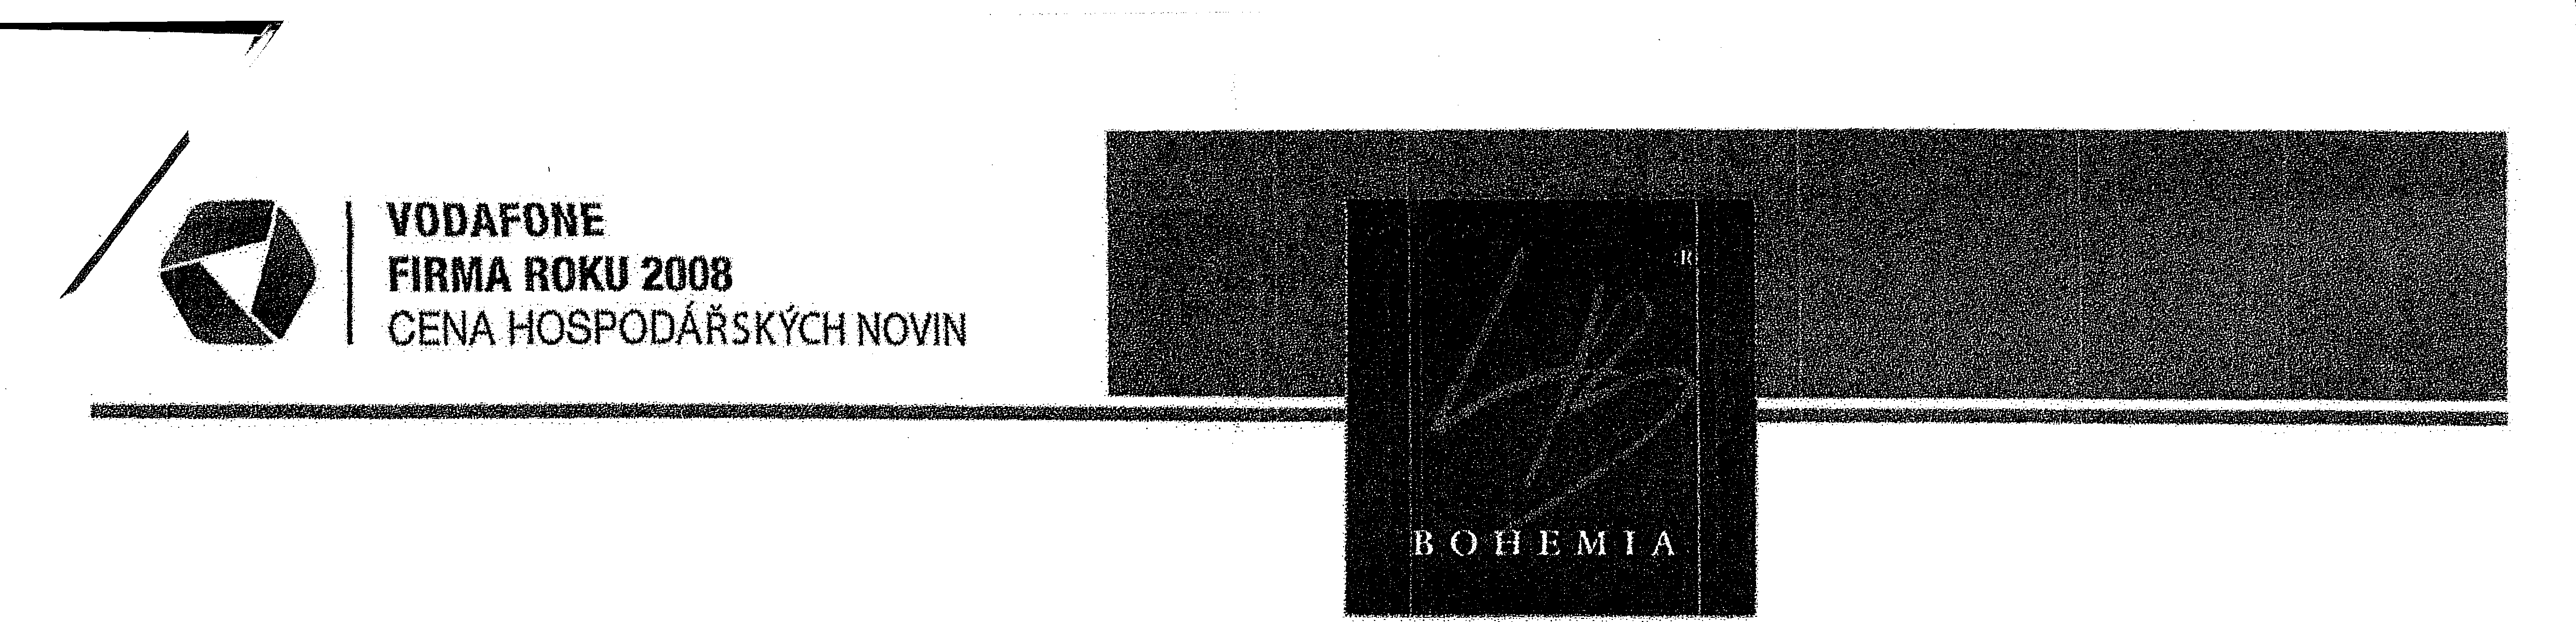 VODAFONE
FIRMA ROKU 2008
CENA HOSPODÁŘSKÝCH NOVIN
R
BOHEMIA